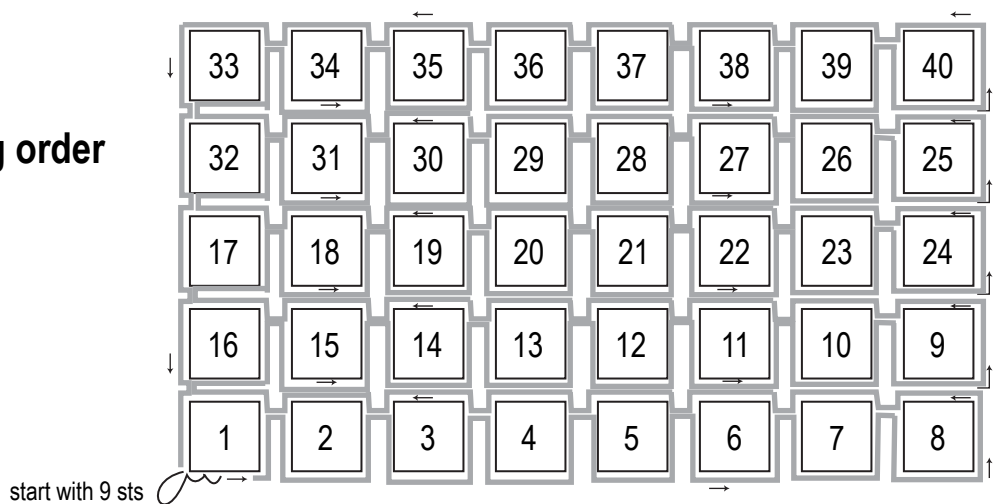 33 34 35 36 37 38 39 40
32 31 30 29 28 27 26 25
order
17 18 19 20 21 22 23 24
16 15 14 13 12 11 10 9
1 2 3 4 5 6 7 8
start with 9 sts